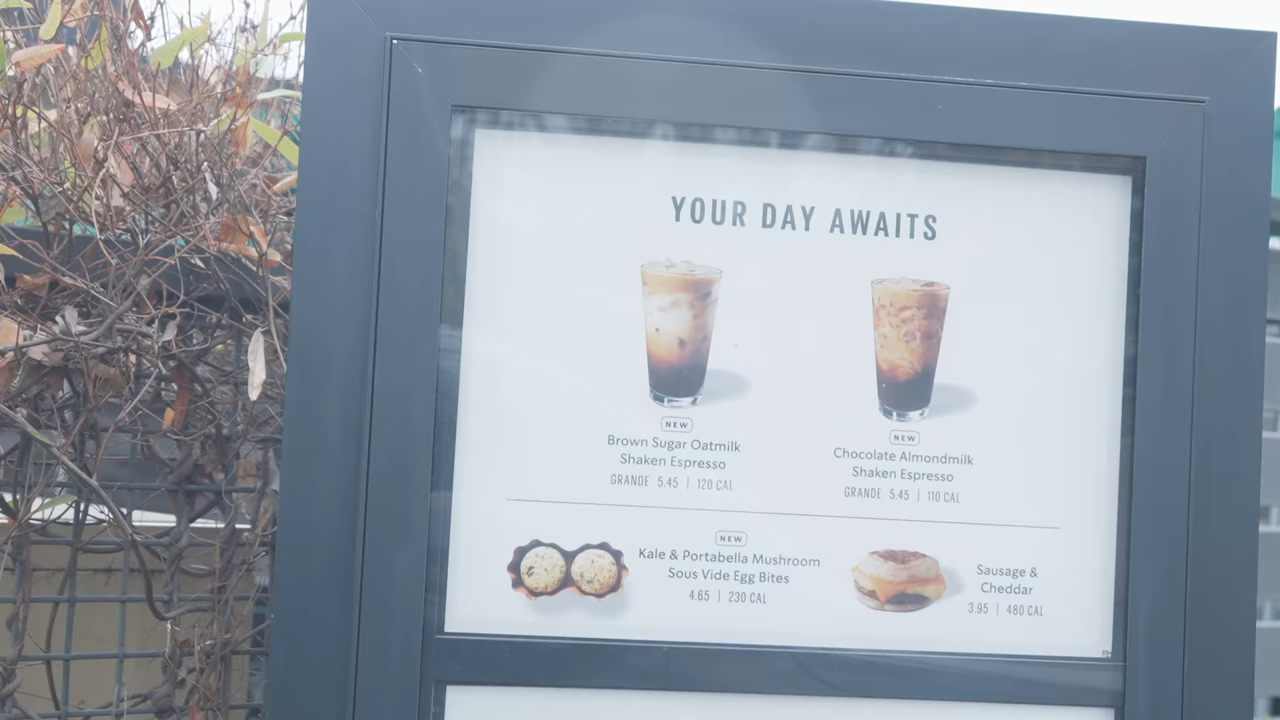 YOUR DAY AWAITS
NEW
Brown Sugar Oatmilk
Shaken Espresso
GRANDE 5.45 | 120 CAL
NEW
Chocolate Almondmilk
Shaken Espresso
GRANDE 5.45 | 110 CAL
NEW
Kale & Portabella Mushroom
Sous Vide Egg Bites
4.65 | 230 CAL
Sausage &
Cheddar
3.95 | 480 CAL